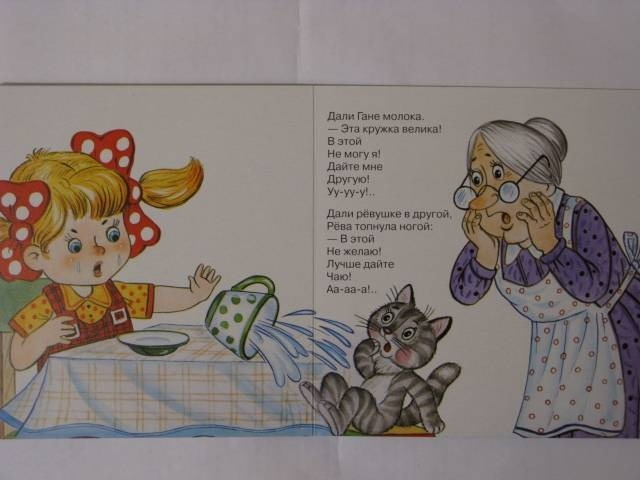 Дали Гане молока.
— Эта кружка велика!
В этой
Не могу я!
Дайте мне
Другую!
Уу-уу-у!..
Дали рёвушке в другой,
Рёва топнула ногой:
— В этой
Не желаю!
Лучше дайте
Чаю!
Аа-аа-а!..